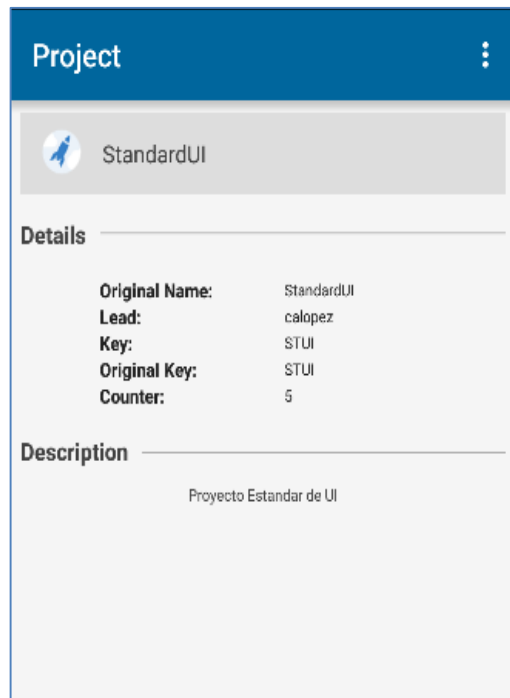 Project
StandardUI
Details
Original Name: StandardUI
Lead: calopez
Key: STUI
Original Key: STUI
Counter: 5
Description
Proyecto Estandar de UI